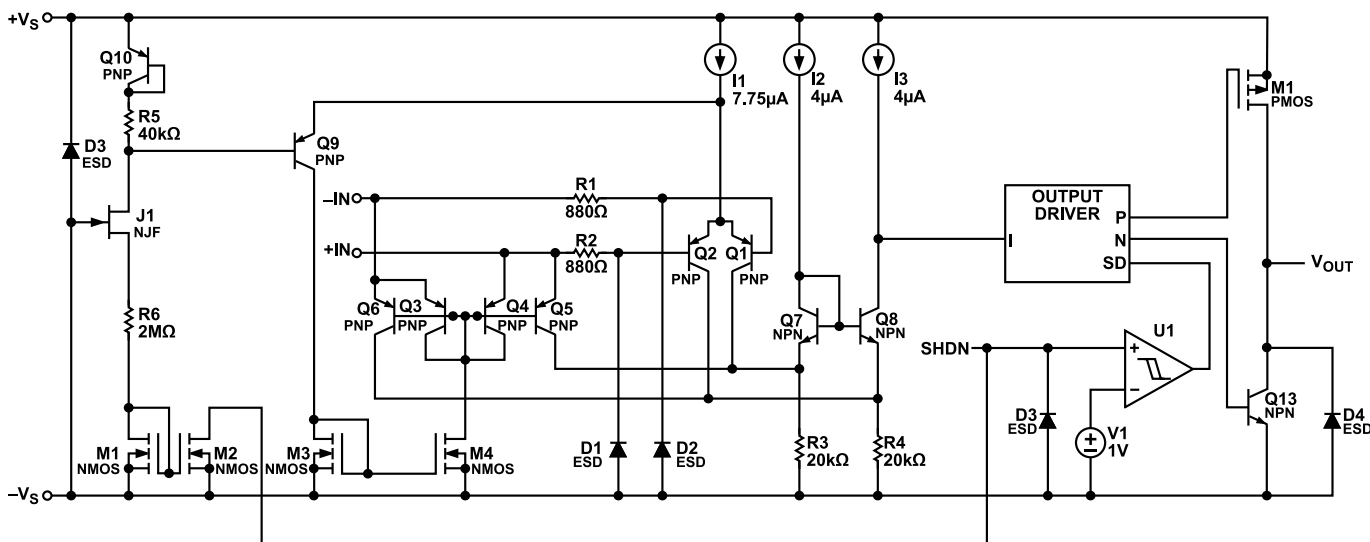 +VS
Q10
PNP
R5
40kΩ
D3
ESD
J1
NJF
R6
2MΩ
M1
NMOS
M2
NMOS
–VS
Q9
PNP
–IN
+IN
R1
880Ω
R2
880Ω
Q6
PNP
Q3
PNP
Q4
PNP
Q5
PNP
M3
NMOS
M4
NMOS
D1
ESD
D2
ESD
I1
7.75µA
Q2
PNP
Q1
PNP
I2
4µA
I3
4µA
Q7
NPN
Q8
NPN
R3
20kΩ
R4
20kΩ
OUTPUT
DRIVER
I
P
N
SD
M1
PMOS
VOUT
SHDN
U1
+
–
D3
ESD
V1
1V
Q13
NPN
D4
ESD